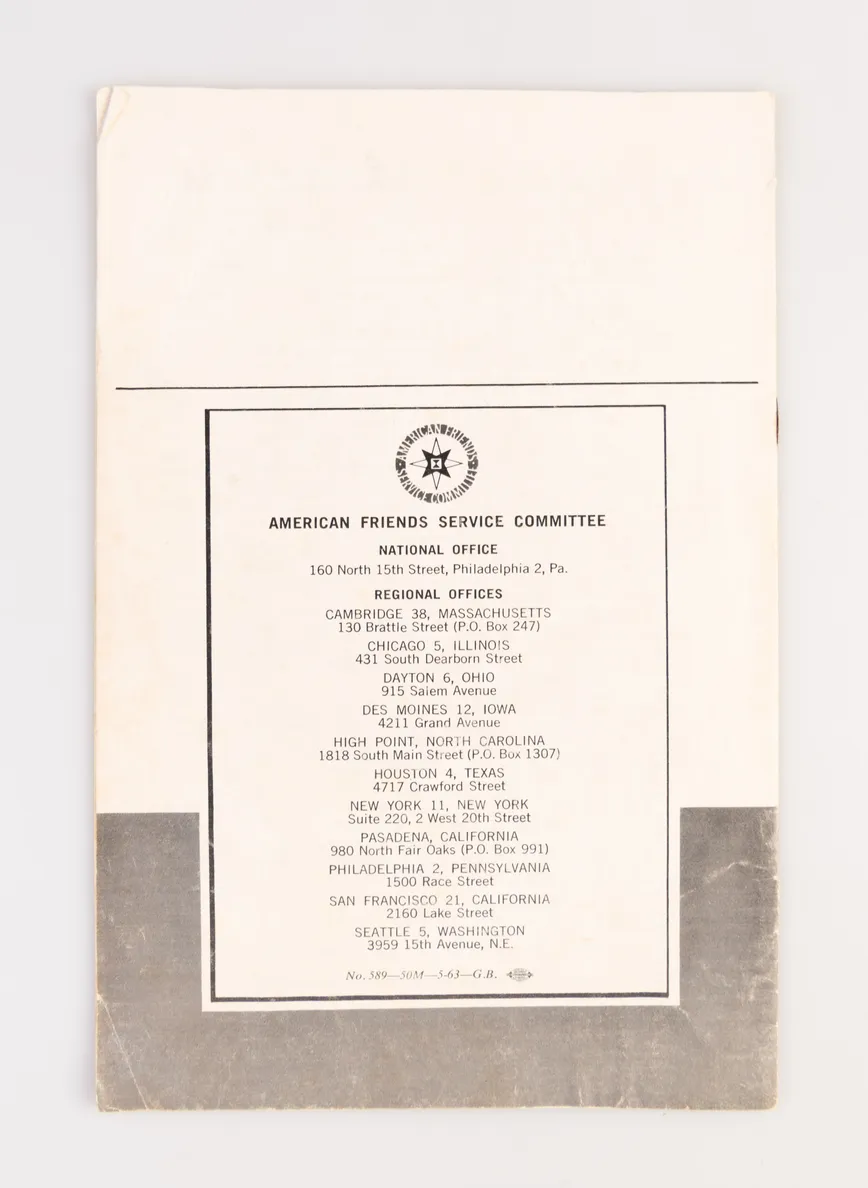 AMERICAN FRIENDS
SERVICE COMMITTEE
AMERICAN FRIENDS SERVICE COMMITTEE
NATIONAL OFFICE
160 North 15th Street, Philadelphia 2, Pa.
REGIONAL OFFICES
CAMBRIDGE 38, MASSACHUSETTS
130 Brattle Street (P.O. Box 247)
CHICAGO 5, ILLINOIS
431 South Dearborn Street
DAYTON 6, OHIO
915 Salem Avenue
DES MOINES 12, IOWA
4211 Grand Avenue
HIGH POINT, NORTH CAROLINA
1818 South Main Street (P.O. Box 1307)
HOUSTON 4, TEXAS
4717 Crawford Street
NEW YORK 11, NEW YORK
Suite 220, 2 West 20th Street
PASADENA, CALIFORNIA
980 North Fair Oaks (P.O. Box 991)
PHILADELPHIA 2, PENNSYLVANIA
1500 Race Street
SAN FRANCISCO 21, CALIFORNIA
2160 Lake Street
SEATTLE 5, WASHINGTON
3959 15th Avenue, N.E.
No. 589—50M—5-63—G.B.